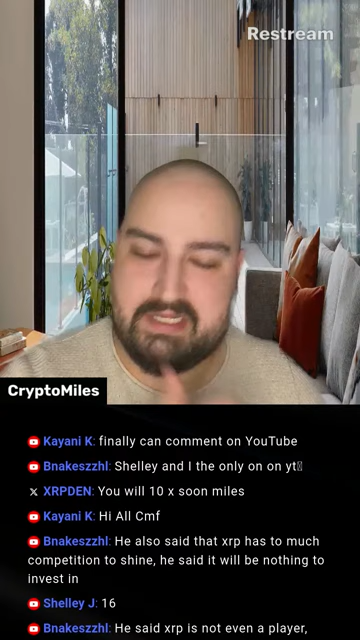 Restream
CryptoMiles
Kayani K: finally can comment on YouTube
Bnakeszzhl: Shelley and I the only on on yt
XRPDEN: You will 10 x soon miles
Kayani K: Hi All Cmf
Bnakeszzhl: He also said that xrp has to much
competition to shine, he said it will be nothing to
invest in
Shelley J: 16
Bnakeszzhl: He said xrp is not even a player,